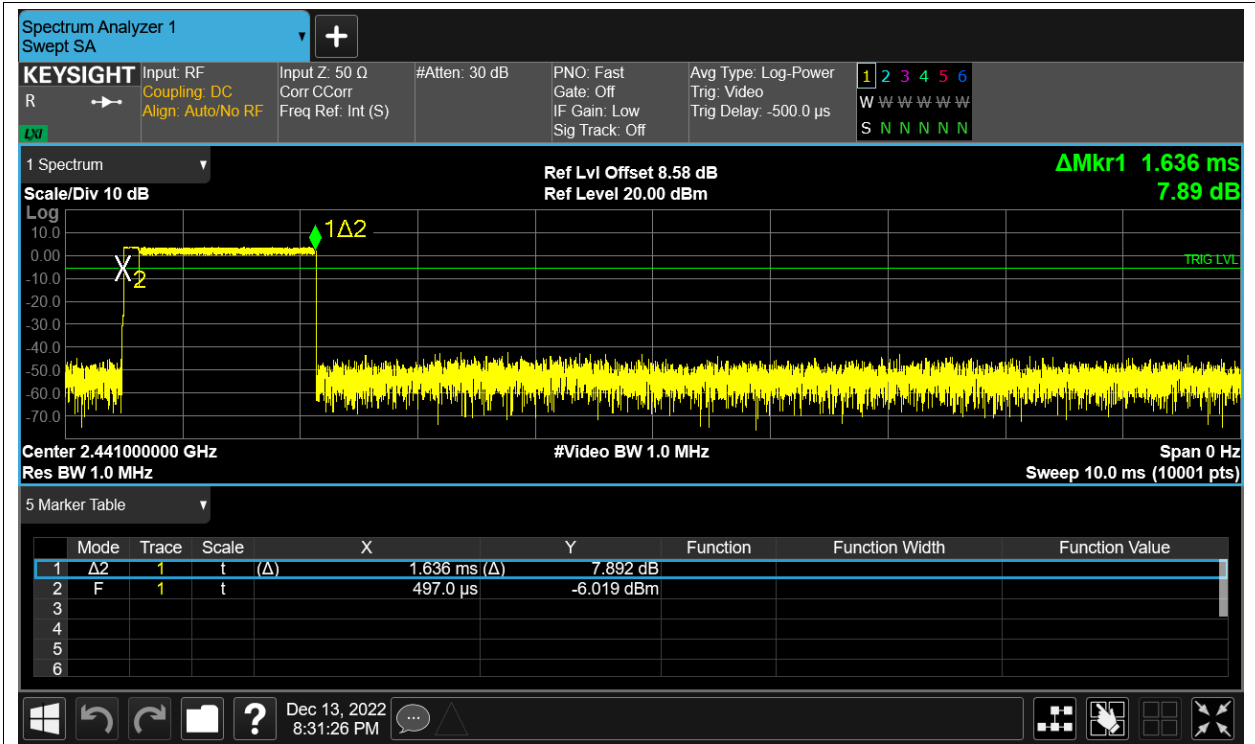 Spectrum Analyzer 1
Swept SA
KEYSIGHT Input: RF Input Z: 50 Ω #Atten: 30 dB PNO: Fast Avg Type: Log-Power 1 2 3 4 5 6
R Coupling: DC Corr CCorr Gate: Off Trig: Video W W W W W W
Align: Auto/No RF Freq Ref: Int (S) IF Gain: Low Trig Delay: -500.0 µs
LXI Sig Track: Off S N N N N N
1 Spectrum Ref Lvl Offset 8.58 dB ΔMkr1 1.636 ms
Scale/Div 10 dB Ref Level 20.00 dBm 7.89 dB
Log
1Δ2
10.0
0.00
TRIG LVL
X
2
-10.0
-20.0
-30.0
-40.0
-50.0
-60.0
-70.0
Center 2.441000000 GHz #Video BW 1.0 MHz Span 0 Hz
Res BW 1.0 MHz Sweep 10.0 ms (10001 pts)
5 Marker Table
Mode Trace Scale X Y Function Function Width Function Value
1 Δ2 1 t (Δ) 1.636 ms (Δ) 7.892 dB
2 F 1 t 497.0 µs -6.019 dBm
3
4
5
6
? Dec 13, 2022
8:31:26 PM